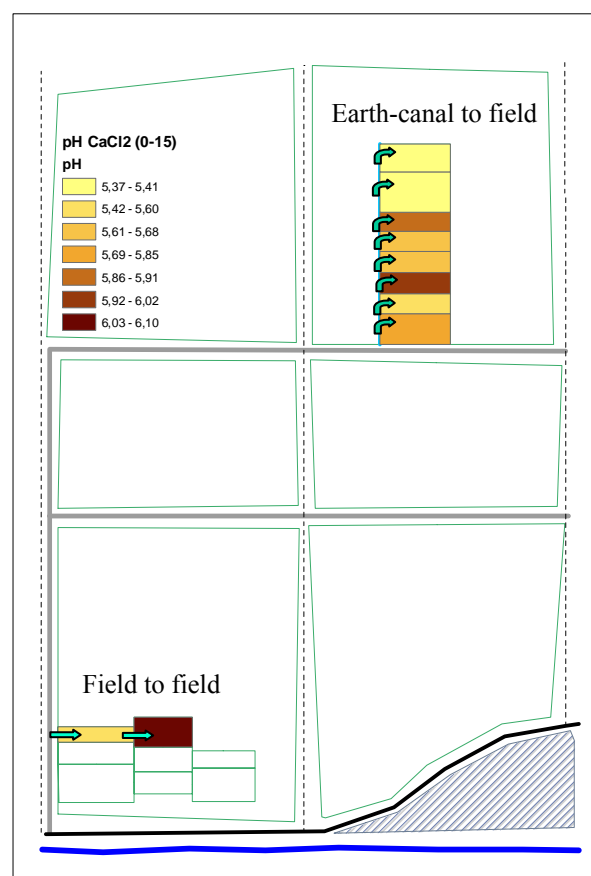 Earth-canal to field
pH CaCl2 (0-15)
pH
5,37 - 5,41
5,42 - 5,60
5,61 - 5,68
5,69 - 5,85
5,86 - 5,91
5,92 - 6,02
6,03 - 6,10
Field to field